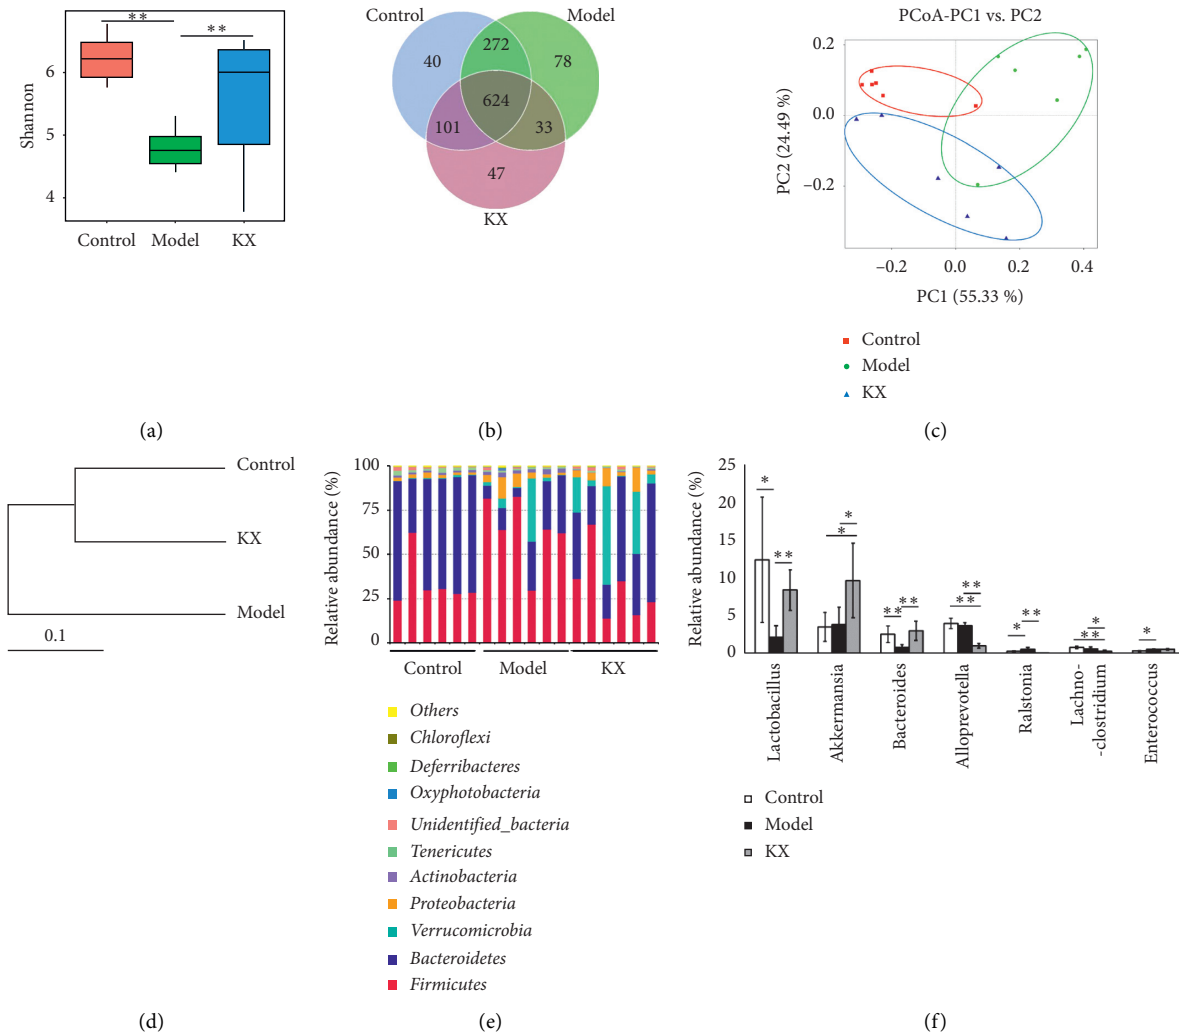 **
**
Shannon
6
5
4
Control
Model
KX
(a)
Control
Model
40
272
78
624
101
33
47
KX
(b)
PCoA-PC1 vs. PC2
PC2 (24.49 %)
0.2
0.0
−0.2
−0.2
0.0
0.2
0.4
PC1 (55.33 %)
Control
Model
KX
(c)
Control
KX
Model
0.1
(d)
Relative abundance (%)
100
75
50
25
0
Control
Model
KX
Others
Chloroflexi
Deferribacteres
Oxyphotobacteria
Unidentified_bacteria
Tenericutes
Actinobacteria
Proteobacteria
Verrucomicrobia
Bacteroidetes
Firmicutes
(e)
Relative abundance (%)
25
20
15
10
5
0
*
**
*
*
**
**
**
**
*
**
*
**
*
Lactobacillus
Akkermansia
Bacteroides
Alloprevotella
Ralstonia
Lachno-
-clostridium
Enterococcus
Control
Model
KX
(f)